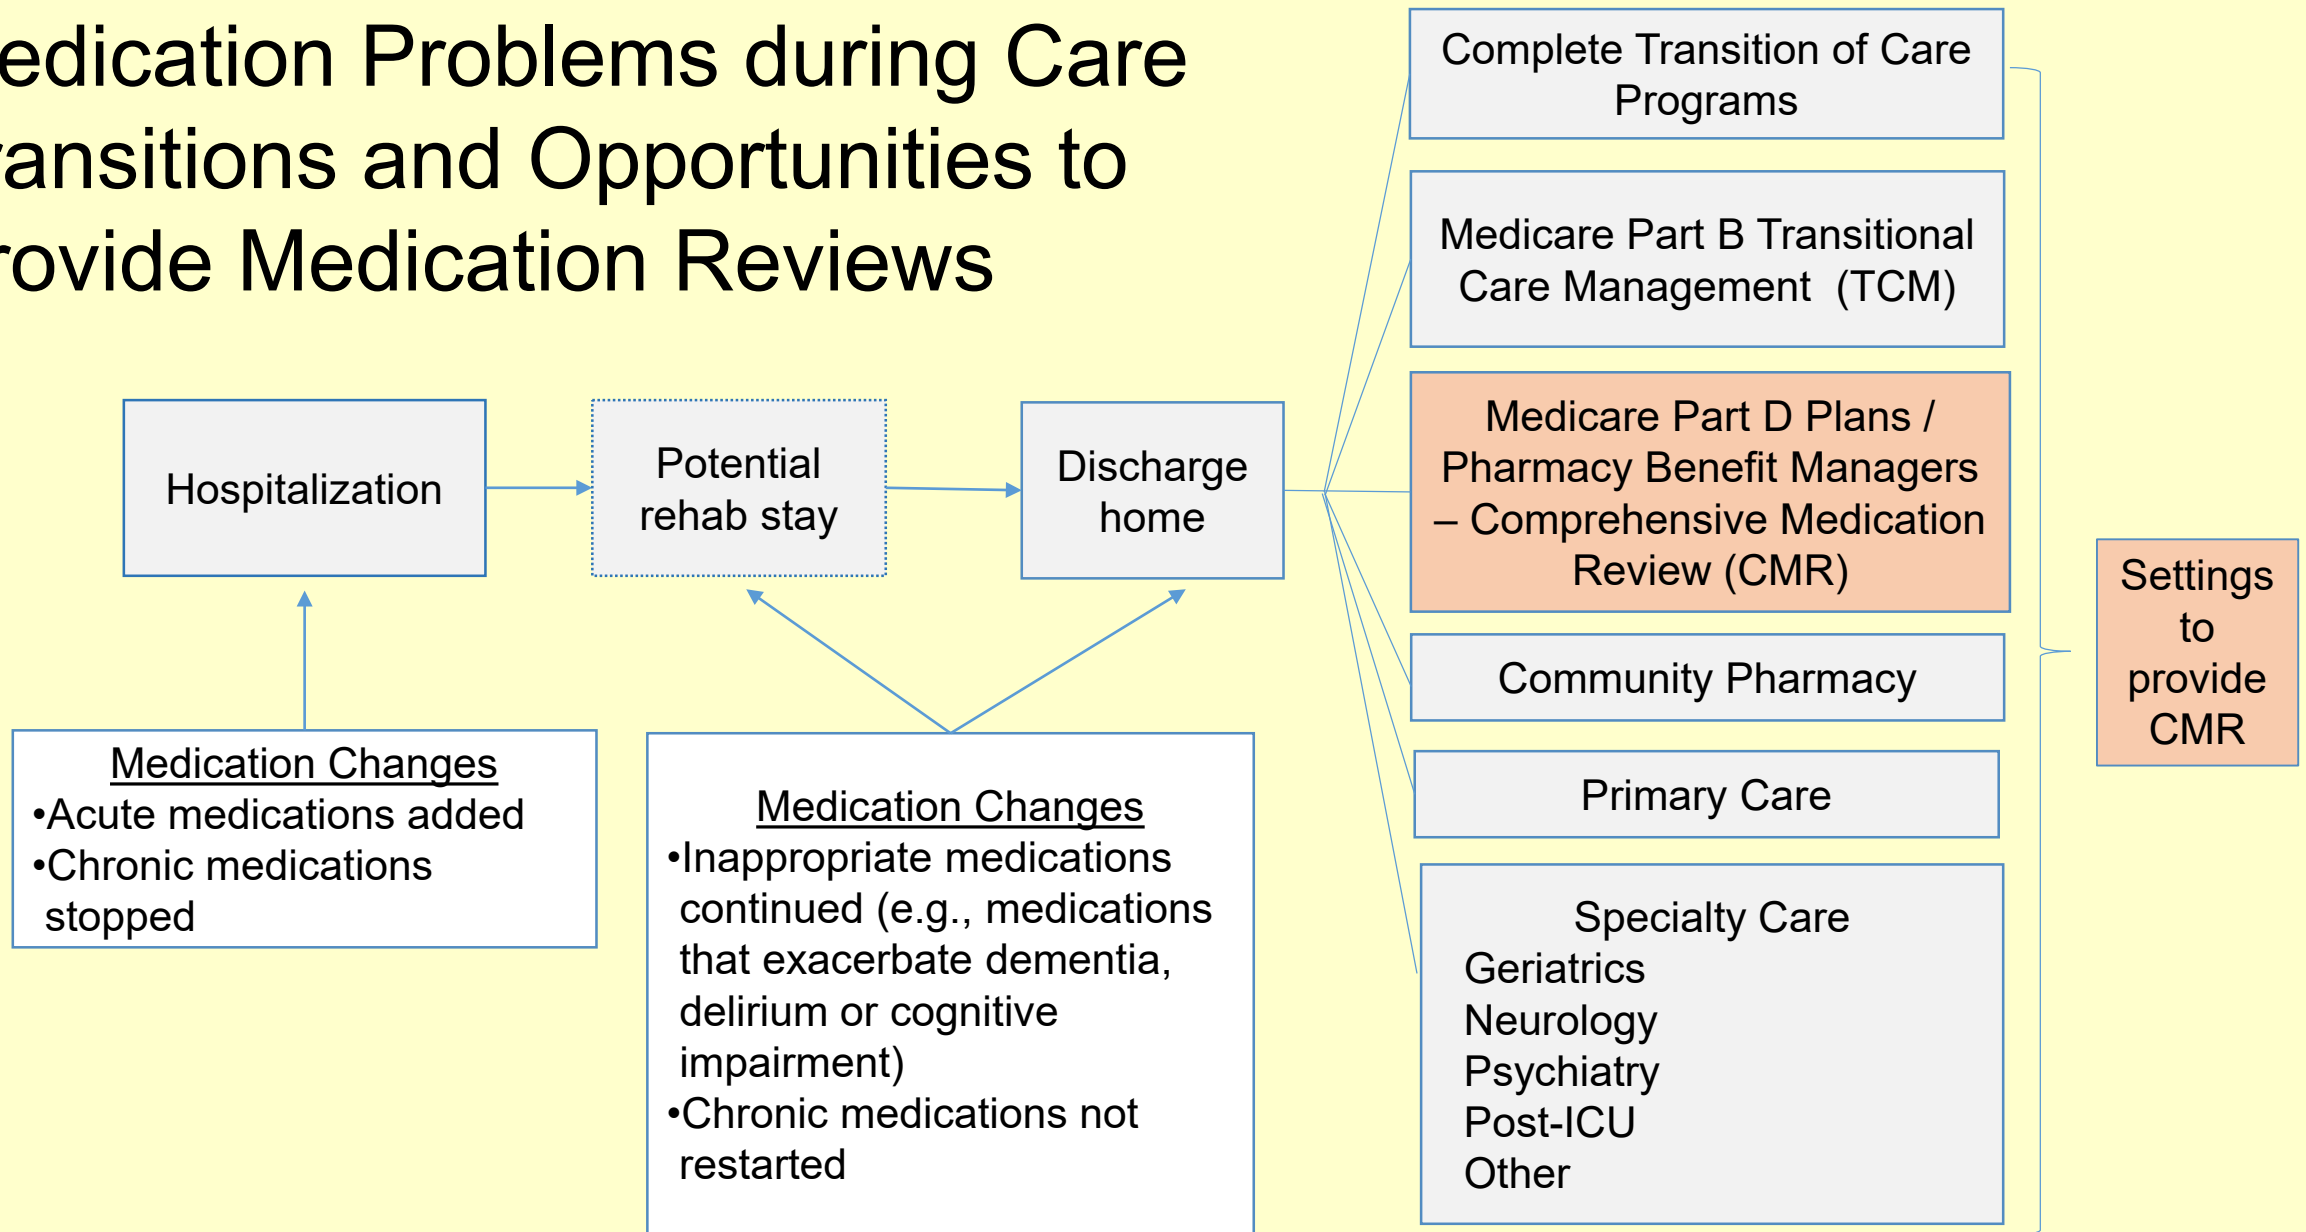 edication Problems during Care
ransitions and Opportunities to
rovide Medication Reviews
Hospitalization
Potential
rehab stay
Discharge
home
Medication Changes
•Acute medications added
•Chronic medications
stopped
Medication Changes
•Inappropriate medications
continued (e.g., medications
that exacerbate dementia,
delirium or cognitive
impairment)
•Chronic medications not
restarted
Complete Transition of Care
Programs
Medicare Part B Transitional
Care Management (TCM)
Medicare Part D Plans /
Pharmacy Benefit Managers
– Comprehensive Medication
Review (CMR)
Community Pharmacy
Primary Care
Specialty Care
Geriatrics
Neurology
Psychiatry
Post-ICU
Other
Settings
to
provide
CMR